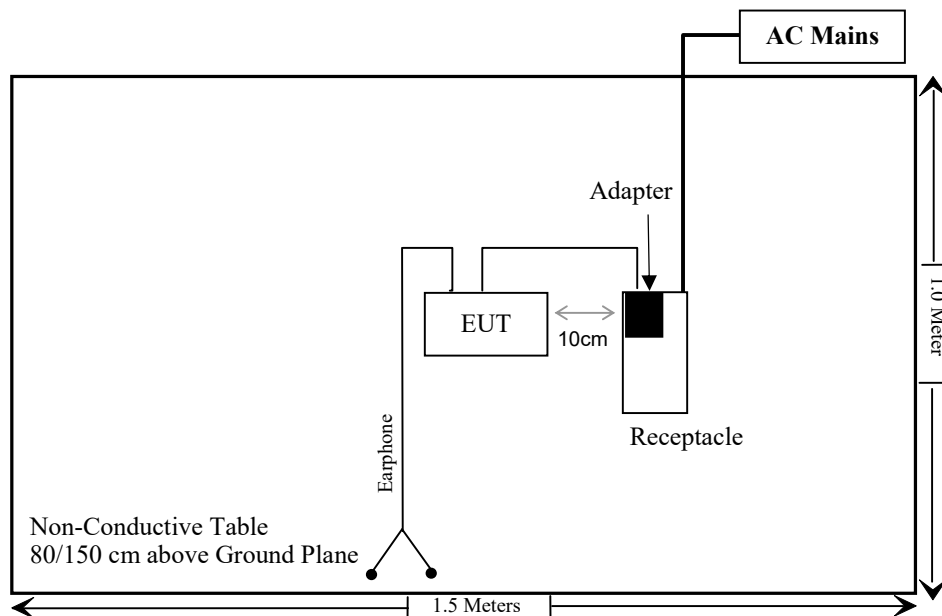 AC Mains
Adapter
EUT
10cm
1.0 Meter
Receptacle
Earphone
Non-Conductive Table
80/150 cm above Ground Plane
1.5 Meters